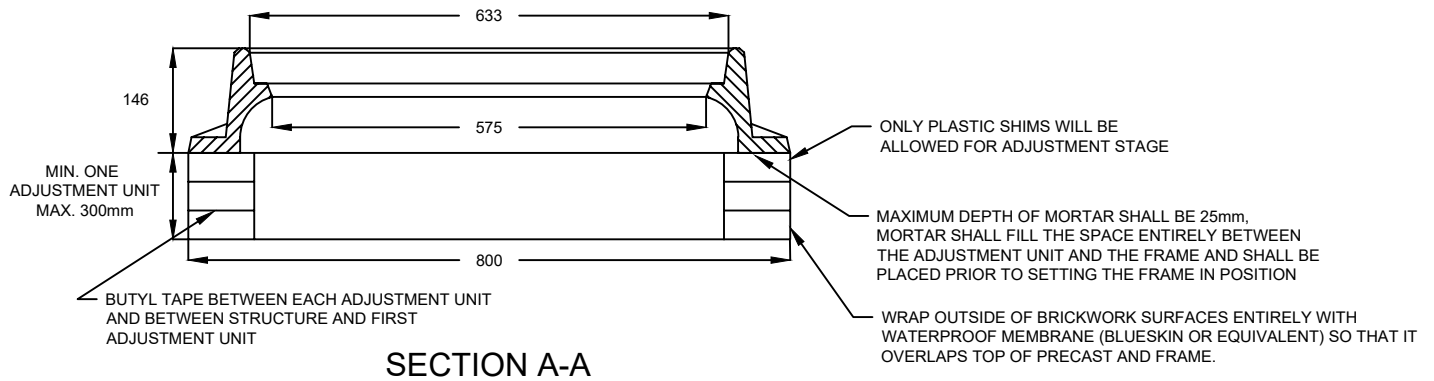 633
146
575
ONLY PLASTIC SHIMS WILL BE
ALLOWED FOR ADJUSTMENT STAGE
MIN. ONE
ADJUSTMENT UNIT
MAX. 300mm
MAXIMUM DEPTH OF MORTAR SHALL BE 25mm,
MORTAR SHALL FILL THE SPACE ENTIRELY BETWEEN
THE ADJUSTMENT UNIT AND THE FRAME AND SHALL BE
PLACED PRIOR TO SETTING THE FRAME IN POSITION
800
BUTYL TAPE BETWEEN EACH ADJUSTMENT UNIT
AND BETWEEN STRUCTURE AND FIRST
ADJUSTMENT UNIT
WRAP OUTSIDE OF BRICKWORK SURFACES ENTIRELY WITH
WATERPROOF MEMBRANE (BLUESKIN OR EQUIVALENT) SO THAT IT
OVERLAPS TOP OF PRECAST AND FRAME.
SECTION A-A